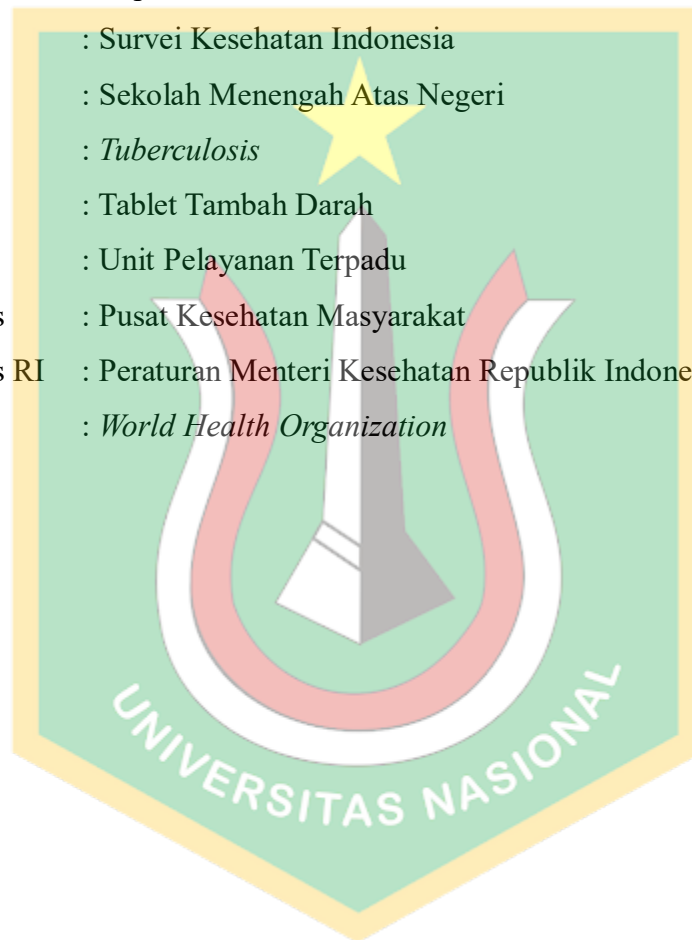 : Survei Kesehatan Indonesia
: Sekolah Menengah Atas Negeri
: Tuberculosis
: Tablet Tambah Darah
: Unit Pelayanan Terpadu
s : Pusat Kesehatan Masyarakat
s RI : Peraturan Menteri Kesehatan Republik Indone
: World Health Organization
UNIVERSITAS NASIONAL